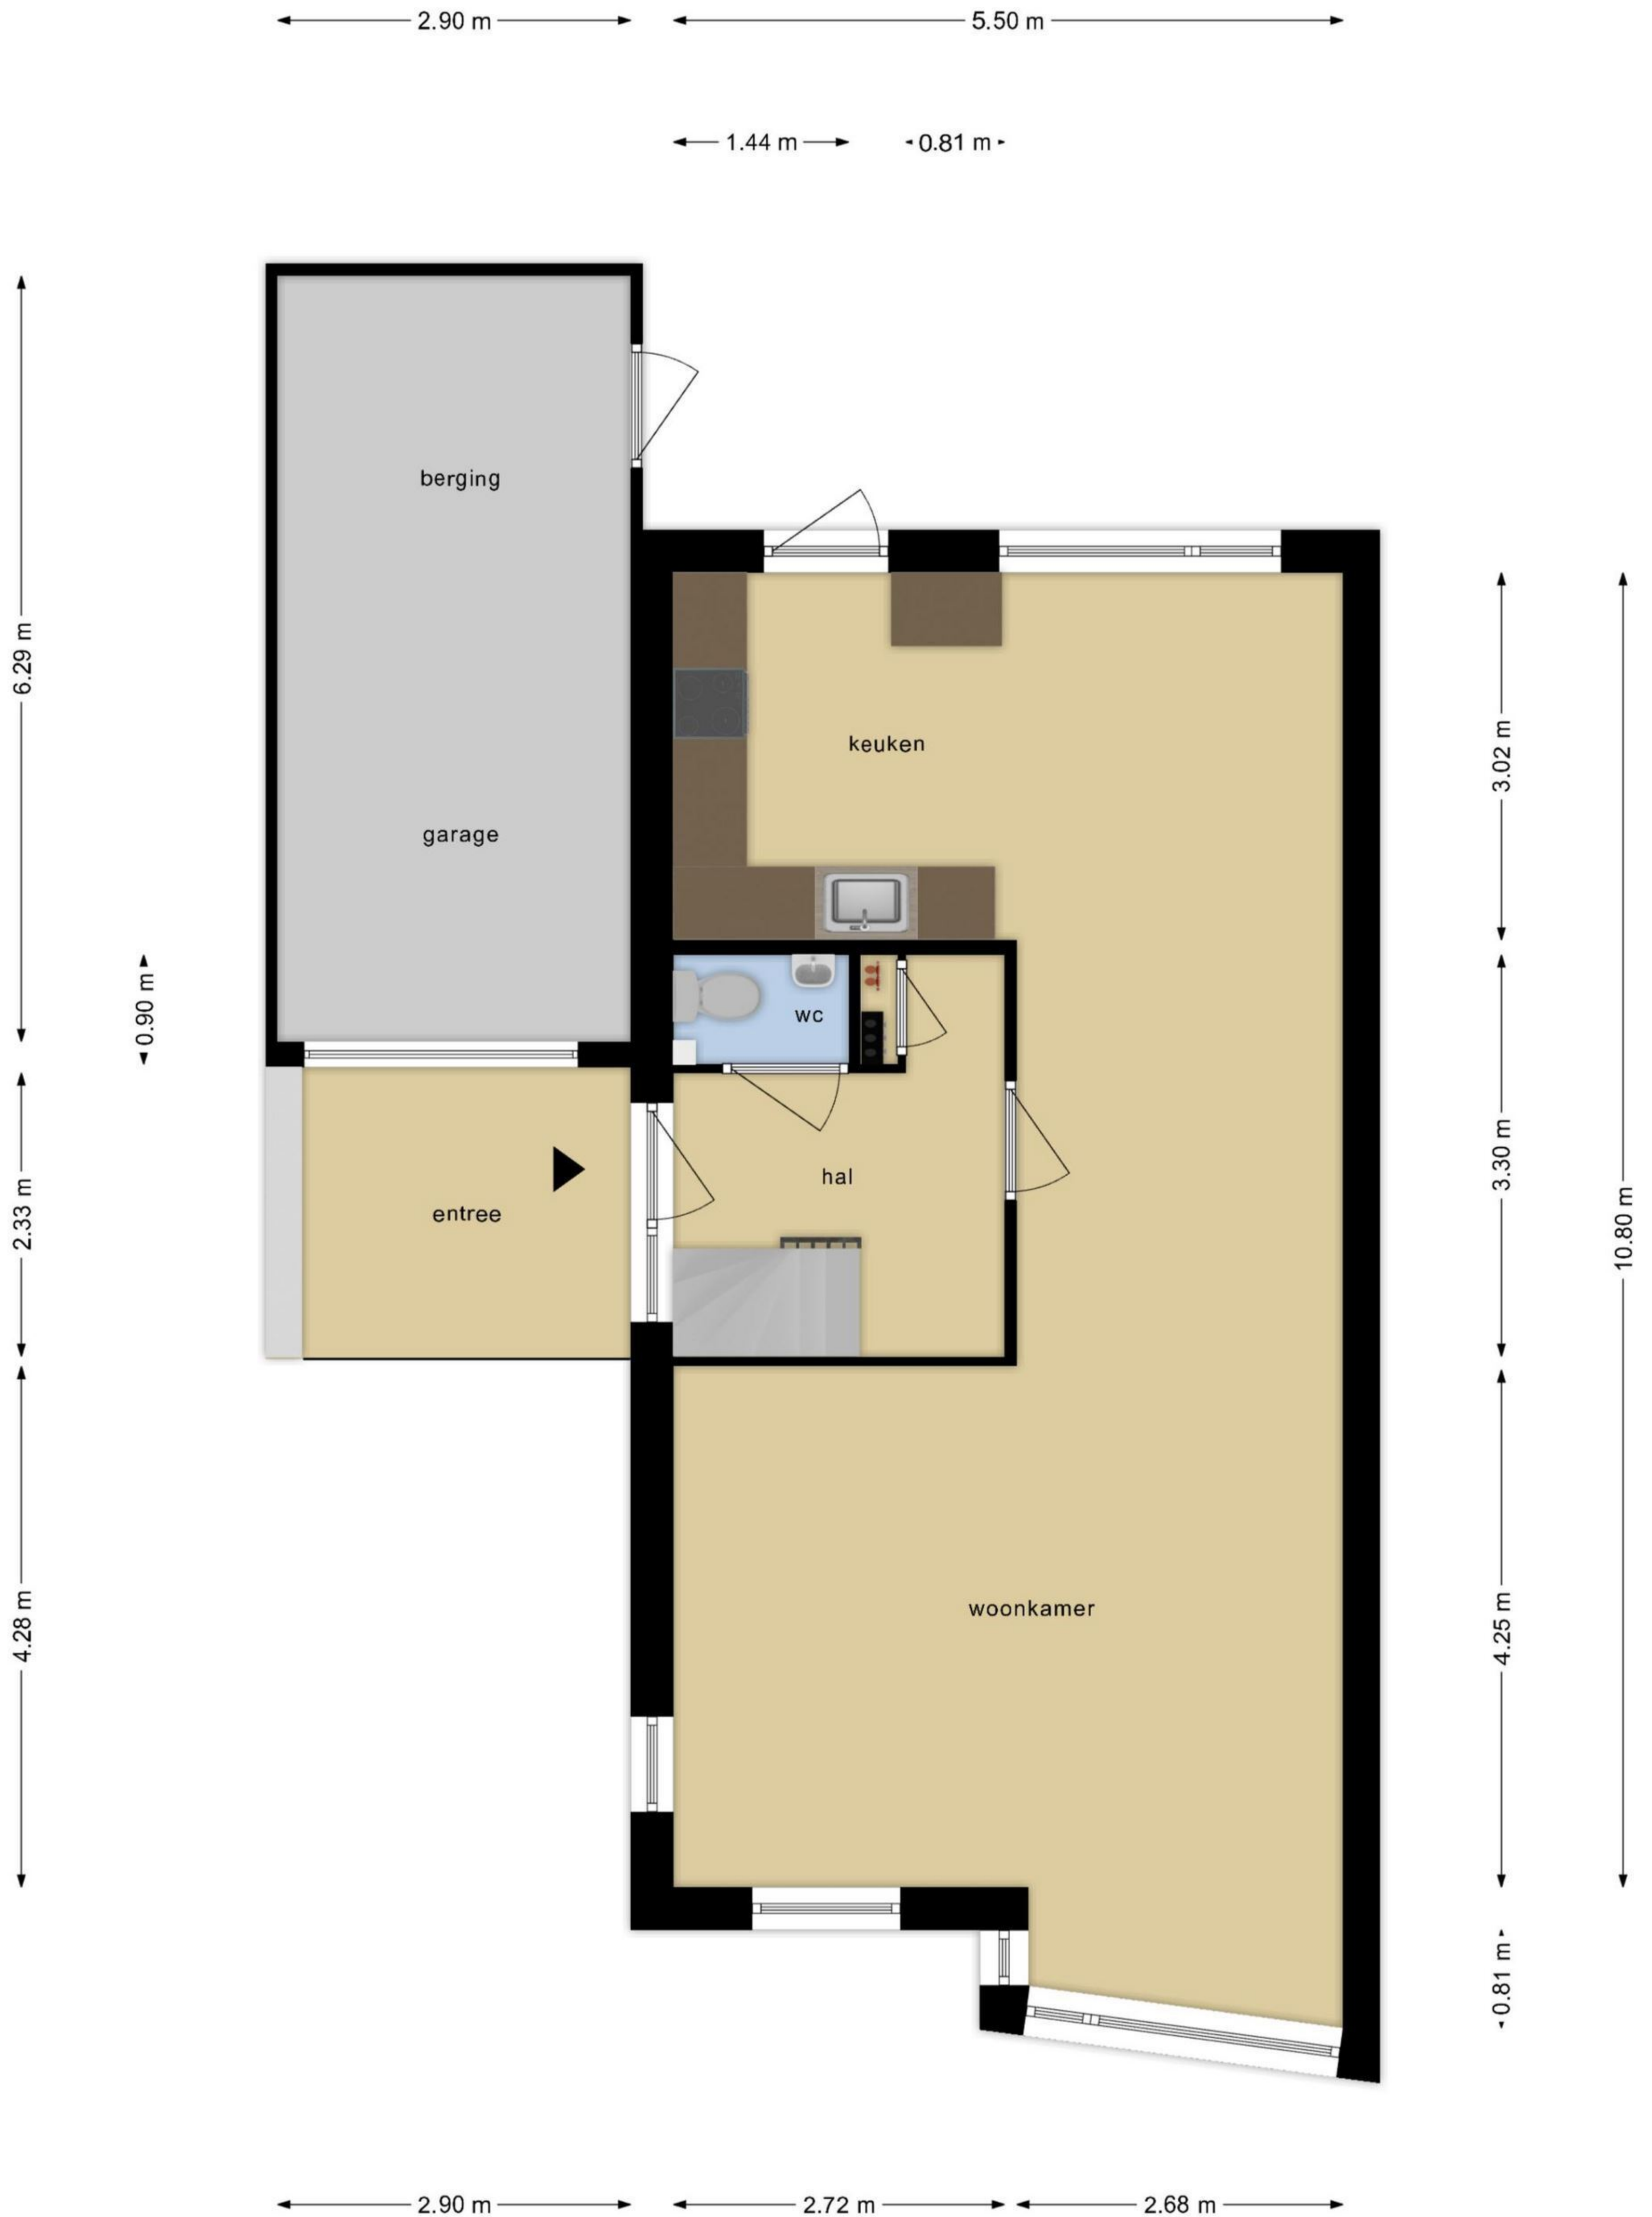 2.90 m
5.50 m
1.44 m
0.81 m
berging
6.29 m
keuken
3.02 m
garage
0.90 m
wc
hal
3.30 m
entree
2.33 m
10.80 m
woonkamer
4.28 m
4.25 m
0.81 m
2.90 m
2.72 m
2.68 m